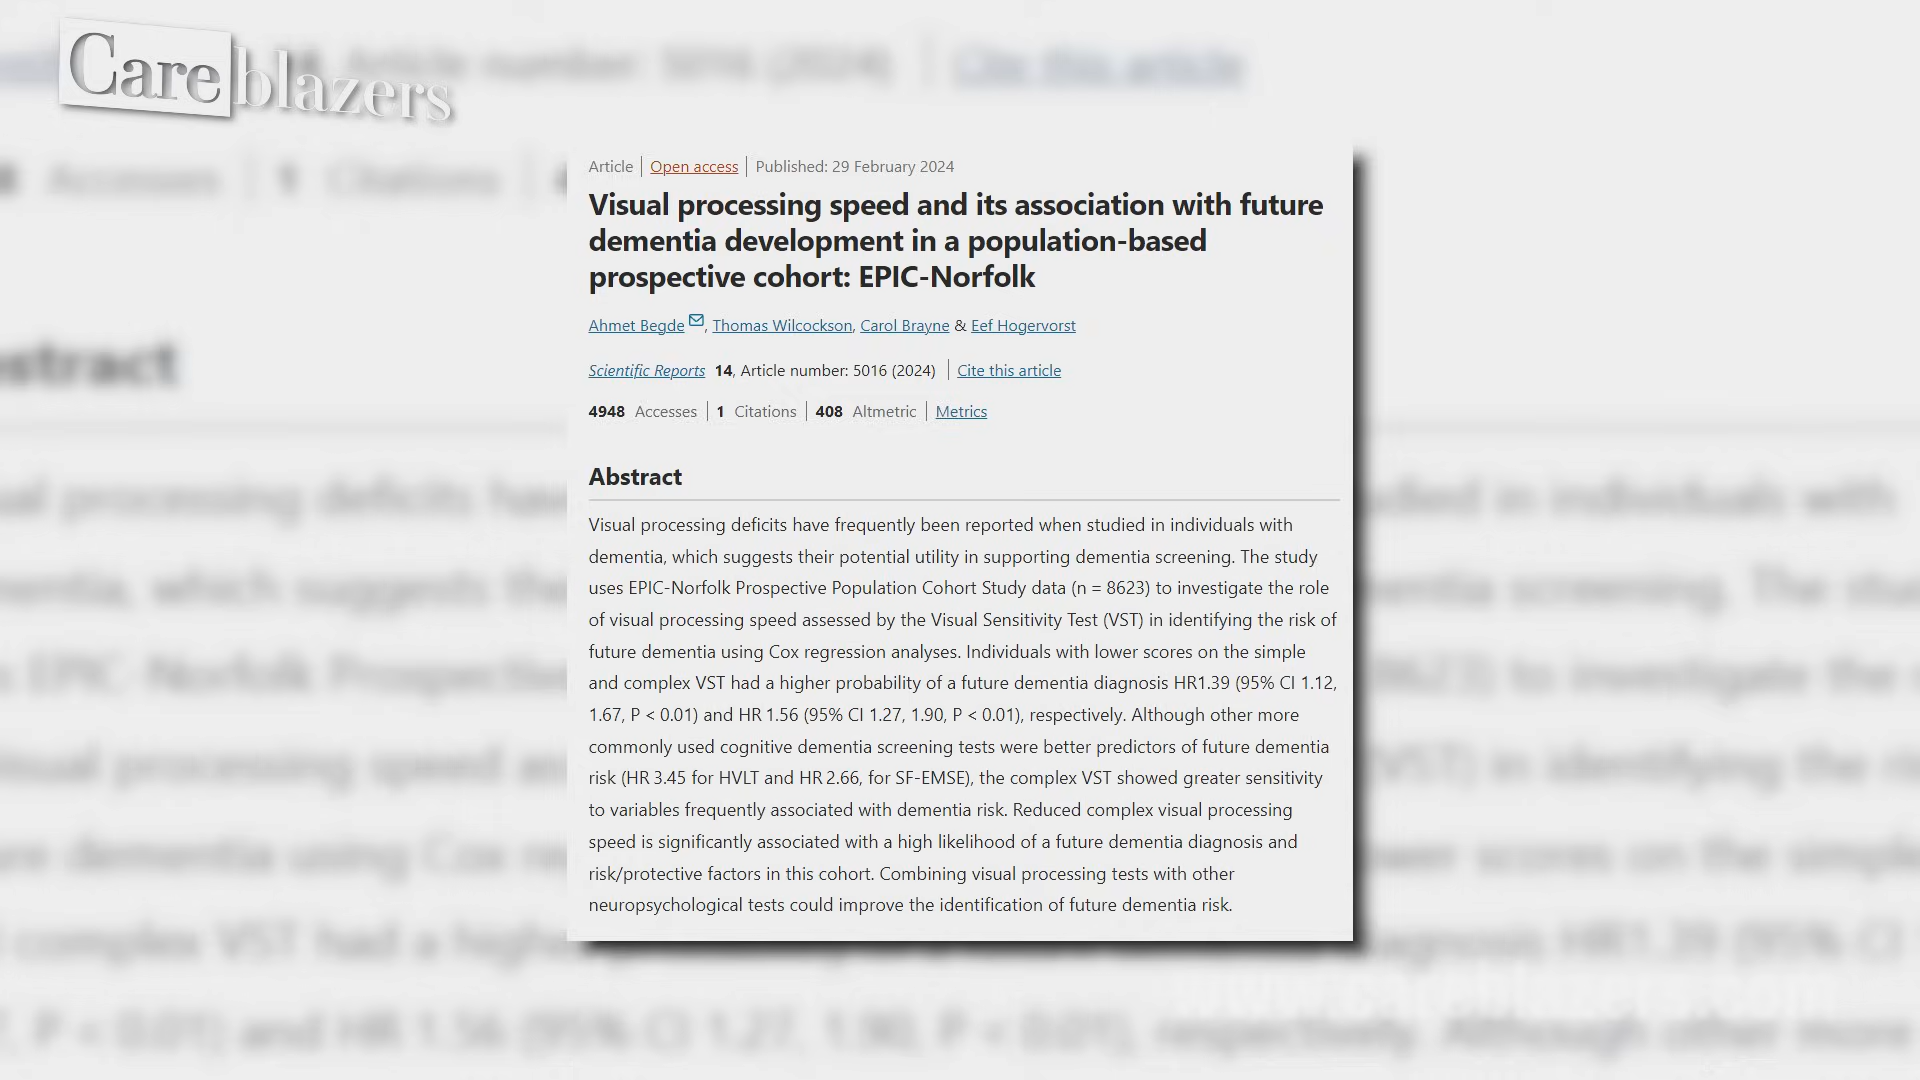 Careblazers
Article | Open access | Published: 29 February 2024
Visual processing speed and its association with future
dementia development in a population-based
prospective cohort: EPIC-Norfolk
Ahmet Begde, Thomas Wilcockson, Carol Brayne & Eef Hogervorst
Scientific Reports 14, Article number: 5016 (2024) | Cite this article
4948 Accesses | 1 Citations | 408 Altmetric | Metrics
Abstract
Visual processing deficits have frequently been reported when studied in individuals with
dementia, which suggests their potential utility in supporting dementia screening. The study
uses EPIC-Norfolk Prospective Population Cohort Study data (n = 8623) to investigate the role
of visual processing speed assessed by the Visual Sensitivity Test (VST) in identifying the risk of
future dementia using Cox regression analyses. Individuals with lower scores on the simple
and complex VST had a higher probability of a future dementia diagnosis HR1.39 (95% CI 1.12,
1.67, P < 0.01) and HR 1.56 (95% CI 1.27, 1.90, P < 0.01), respectively. Although other more
commonly used cognitive dementia screening tests were better predictors of future dementia
risk (HR 3.45 for HVLT and HR 2.66, for SF-EMSE), the complex VST showed greater sensitivity
to variables frequently associated with dementia risk. Reduced complex visual processing
speed is significantly associated with a high likelihood of a future dementia diagnosis and
risk/protective factors in this cohort. Combining visual processing tests with other
neuropsychological tests could improve the identification of future dementia risk.